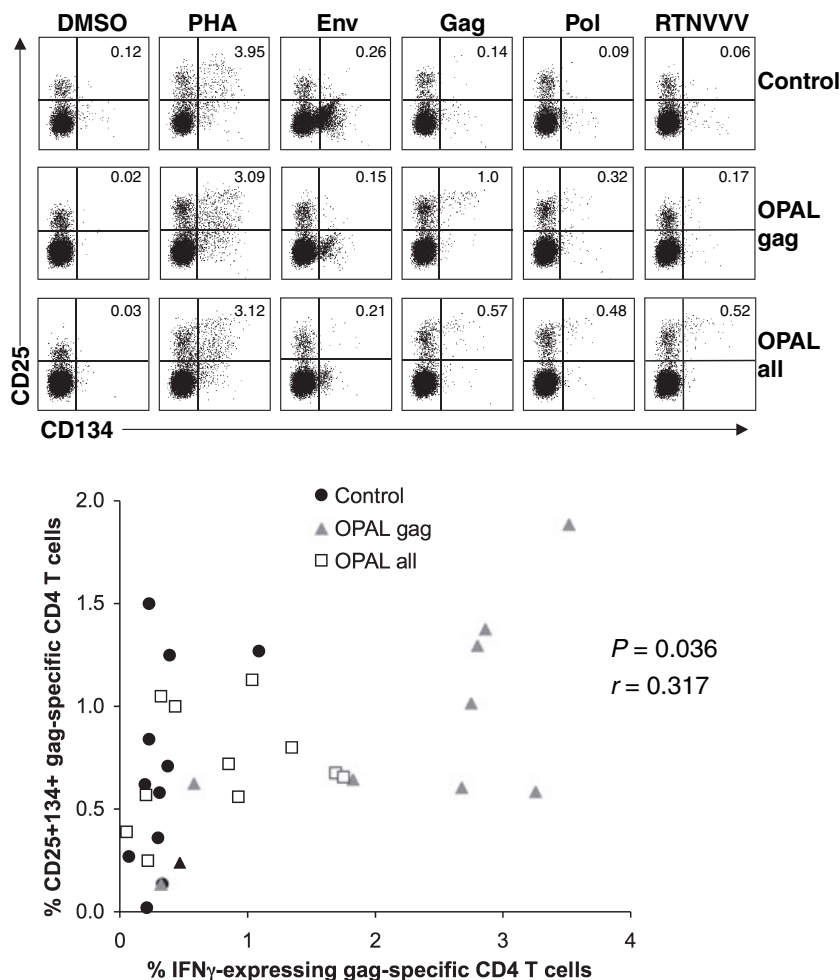 DMSO PHA Env Gag Pol RTNVVV
0.12 3.95 0.26 0.14 0.09 0.06
Control
0.02 3.09 0.15 1.0 0.32 0.17
OPAL
gag
0.03 3.12 0.21 0.57 0.48 0.52
OPAL
all
CD25
CD134
2.0
1.5
1.0
0.5
0.0
% CD25+134+ gag-specific CD4 T cells
Control
OPAL gag
OPAL all
P = 0.036
r = 0.317
0 1 2 3 4
% IFNγ-expressing gag-specific CD4 T cells